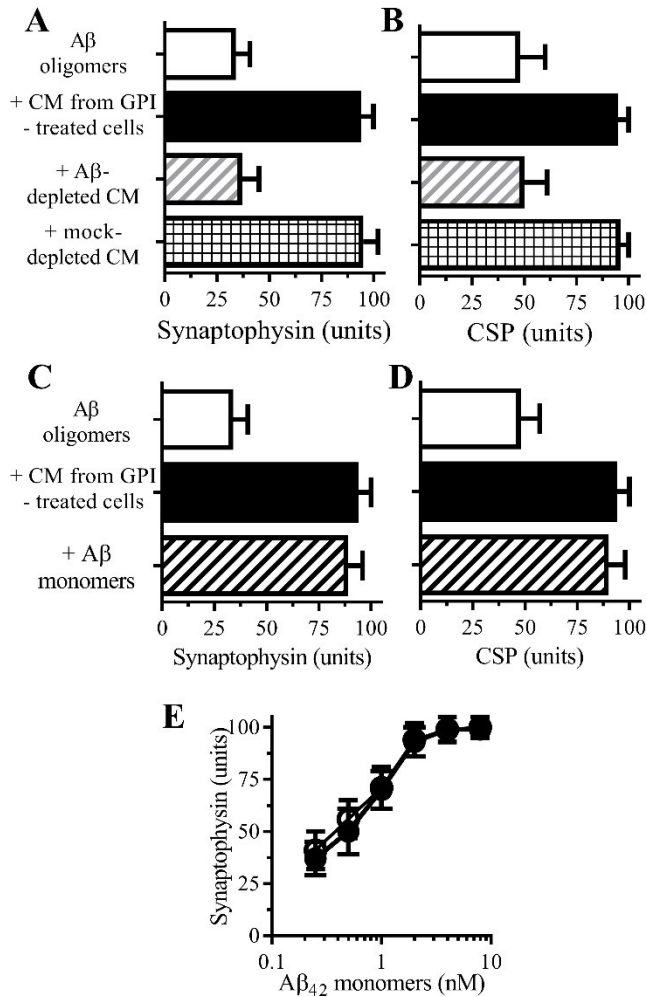 A
B
Aβ
oligomers
+ CM from GPI
- treated cells
+ Aβ-
depleted CM
+ mock-
depleted CM
0 25 50 75 100
0 25 50 75 100
Synaptophysin (units)
CSP (units)
C
D
Aβ
oligomers
+ CM from GPI
- treated cells
+ Aβ
monomers
0 25 50 75 100
0 25 50 75 100
Synaptophysin (units)
CSP (units)
E
Synaptophysin (units)
100
75
50
25
0
0.1 1 10
Aβ42 monomers (nM)